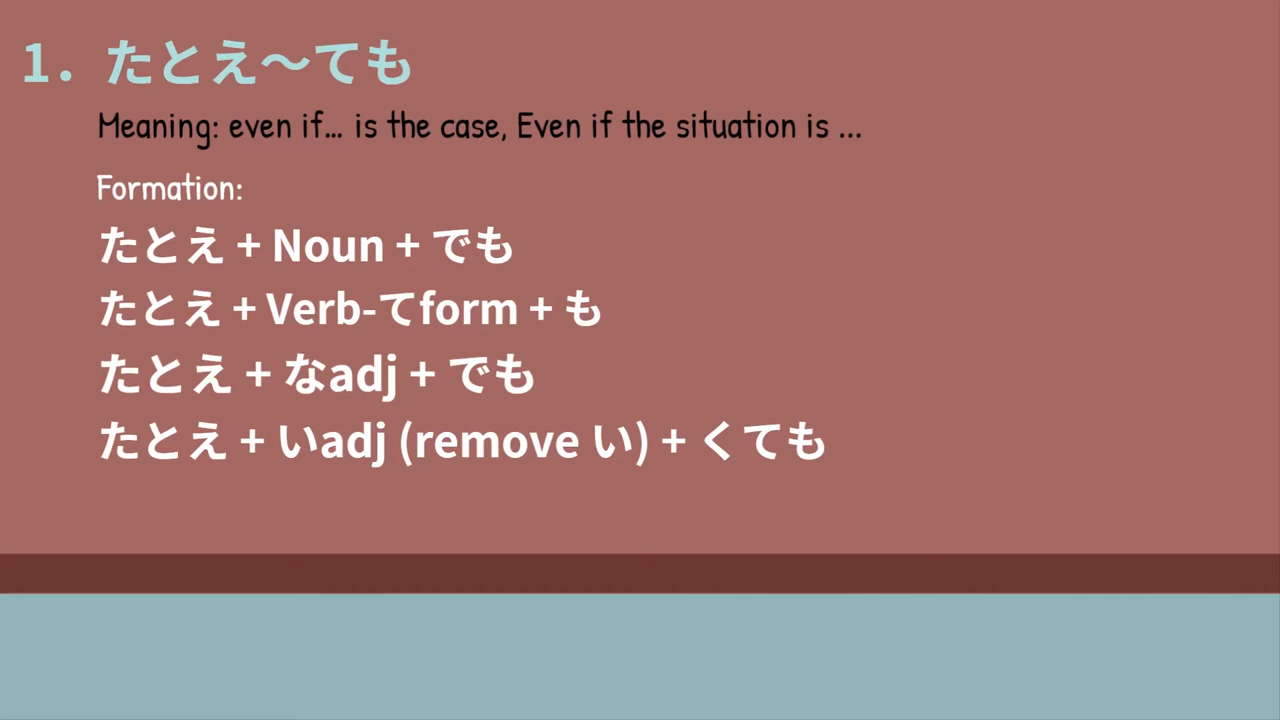 1. たとえ～ても
Meaning: even if... is the case, Even if the situation is ...
Formation:
たとえ + Noun + でも
たとえ + Verb-てform + も
たとえ + なadj + でも
たとえ + いadj (remove い) + くても